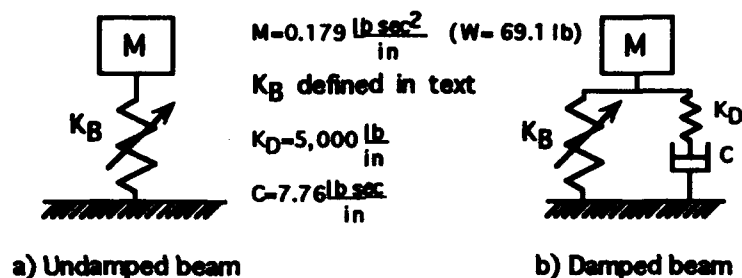 M
M=0.179 lb sec²/in (W= 69.1 lb)
M
K_B defined in text
K_B
K_D=5,000 lb/in
K_B
K_D
C
C=7.76 lb sec/in
a) Undamped beam
b) Damped beam